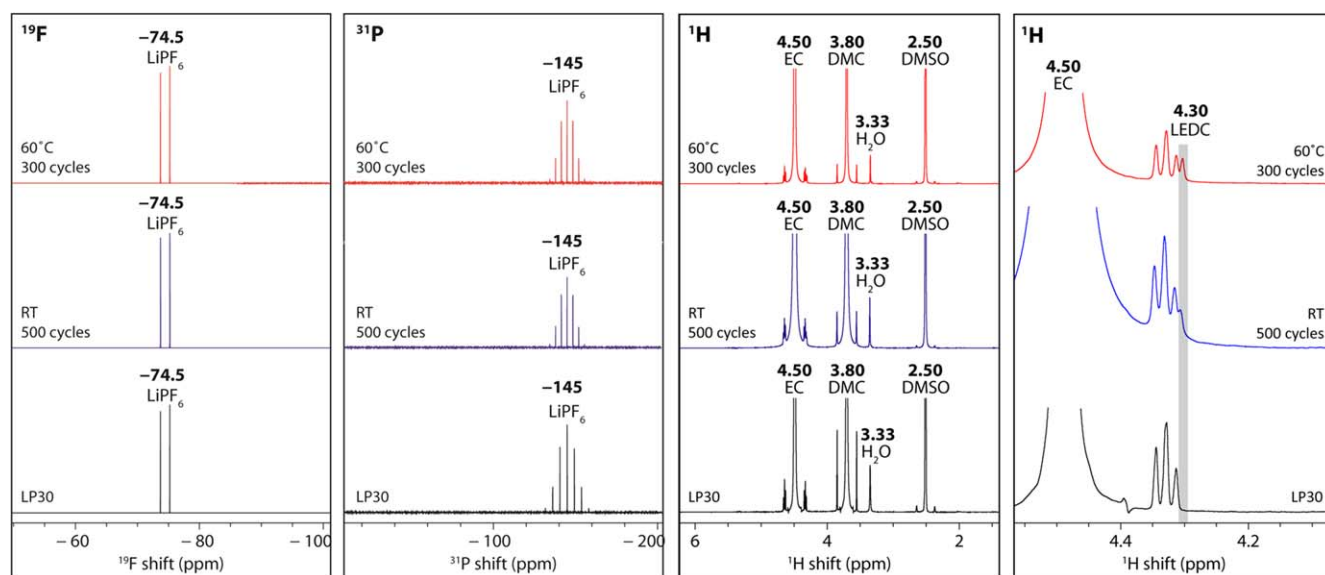 ¹⁹F
−74.5
LiPF₆
60˚C
300 cycles
−74.5
LiPF₆
RT
500 cycles
−74.5
LiPF₆
LP30
−60
−80
−100
¹⁹F shift (ppm)
³¹P
−145
LiPF₆
60˚C
300 cycles
−145
LiPF₆
RT
500 cycles
−145
LiPF₆
LP30
−100
−200
³¹P shift (ppm)
¹H
4.50 3.80 2.50
EC DMC DMSO
3.33
H₂O
60˚C
300 cycles
4.50 3.80 2.50
EC DMC DMSO
3.33
H₂O
RT
500 cycles
4.50 3.80 2.50
EC DMC DMSO
3.33
H₂O
LP30
6 4 2
¹H shift (ppm)
¹H
4.50
EC
4.30
LEDC
60˚C
300 cycles
RT
500 cycles
LP30
4.4 4.2
¹H shift (ppm)